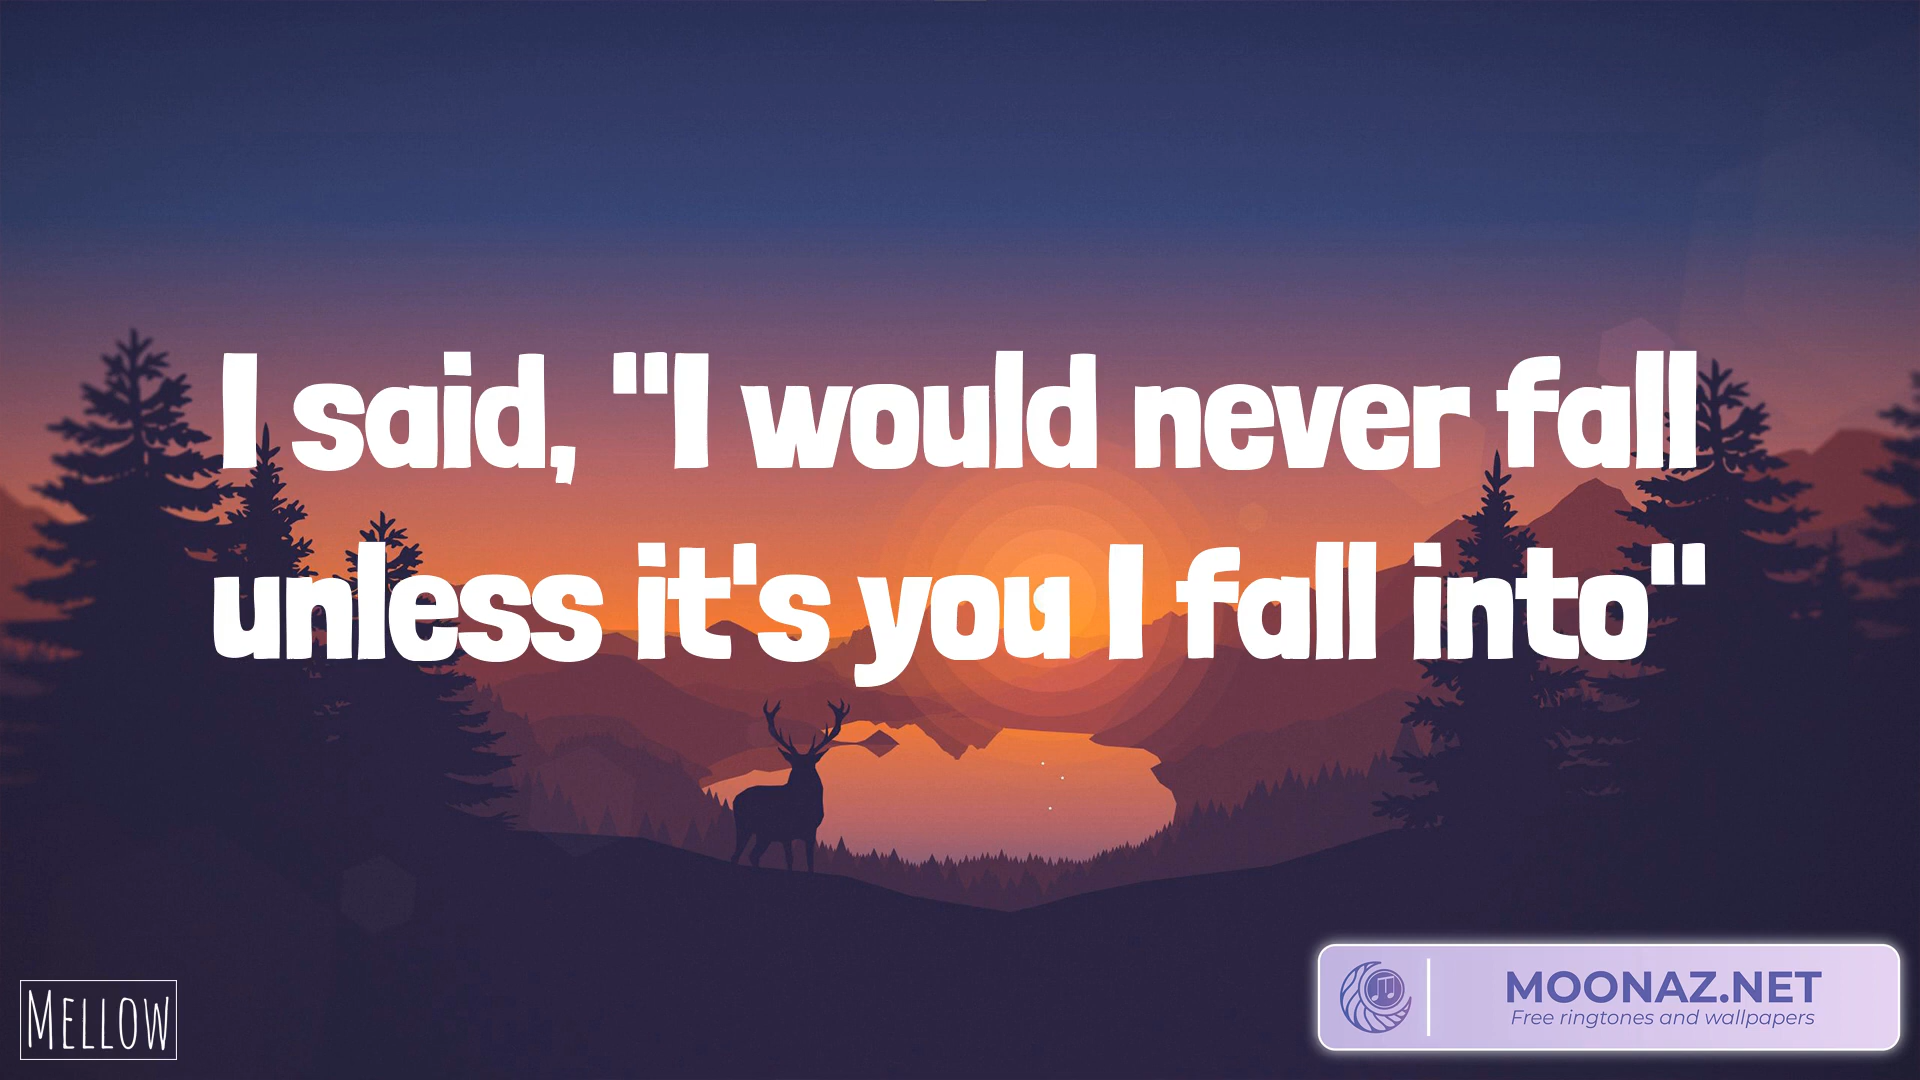 I said, "I would never fall
unless it's you I fall into"
MELLOW
MOONAZ.NET
Free ringtones and wallpapers